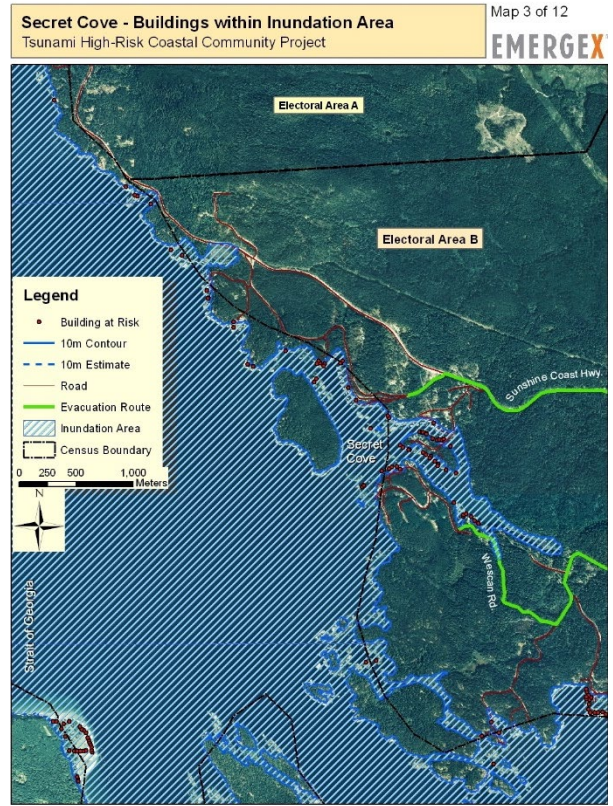 Secret Cove - Buildings within Inundation Area
Tsunami High-Risk Coastal Community Project
Map 3 of 12
EMERGEX
Electoral Area A
Electoral Area B
Legend
Building at Risk
10m Contour
10m Estimate
Road
Evacuation Route
Inundation Area
Census Boundary
0 250 500 1,000
Meters
N
Sunshine Coast Hwy.
Secret
Cove
Wescan Rd.
Strait of Georgia